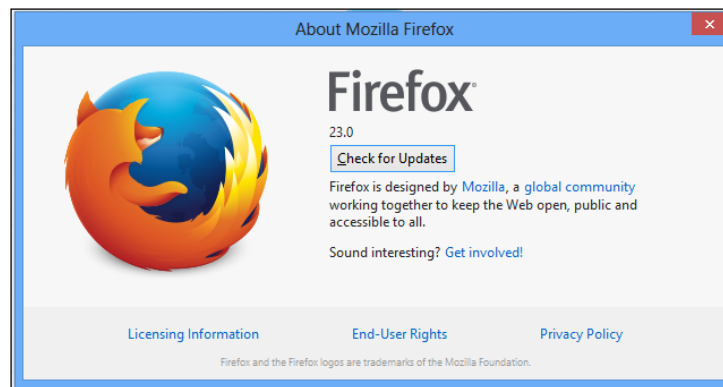 About Mozilla Firefox
Firefox
23.0
Check for Updates
Firefox is designed by Mozilla, a global community
working together to keep the Web open, public and
accessible to all.
Sound interesting? Get involved!
Licensing Information End-User Rights Privacy Policy
Firefox and the Firefox logos are trademarks of the Mozilla Foundation.